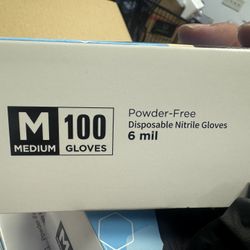 M 100
MEDIUM GLOVES
Powder-Free
Disposable Nitrile Gloves
6 mil